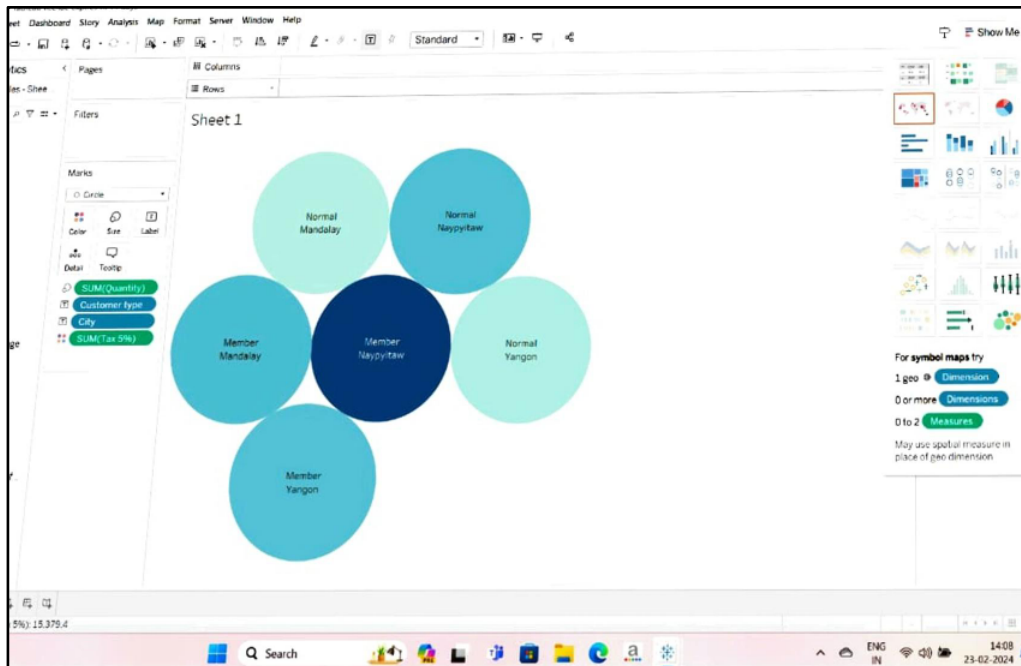 Dashboard Story Analysis Map Format Server Window Help
Standard
Show Me
Pages
Columns
Rows
Filters
Sheet 1
Marks
Circle
Color Size Label
Detail Tooltip
SUM(Quantity)
Customer type
City
SUM(Tax 5%)
Normal
Mandalay
Normal
Naypyitaw
Member
Mandalay
Member
Naypyitaw
Normal
Yangon
Member
Yangon
For symbol maps try
1 geo Dimension
0 or more Dimensions
0 to 2 Measures
May use spatial measure in
place of geo dimension
5%): 15,379.4
Search
ENG
IN
14:08
23-02-2024